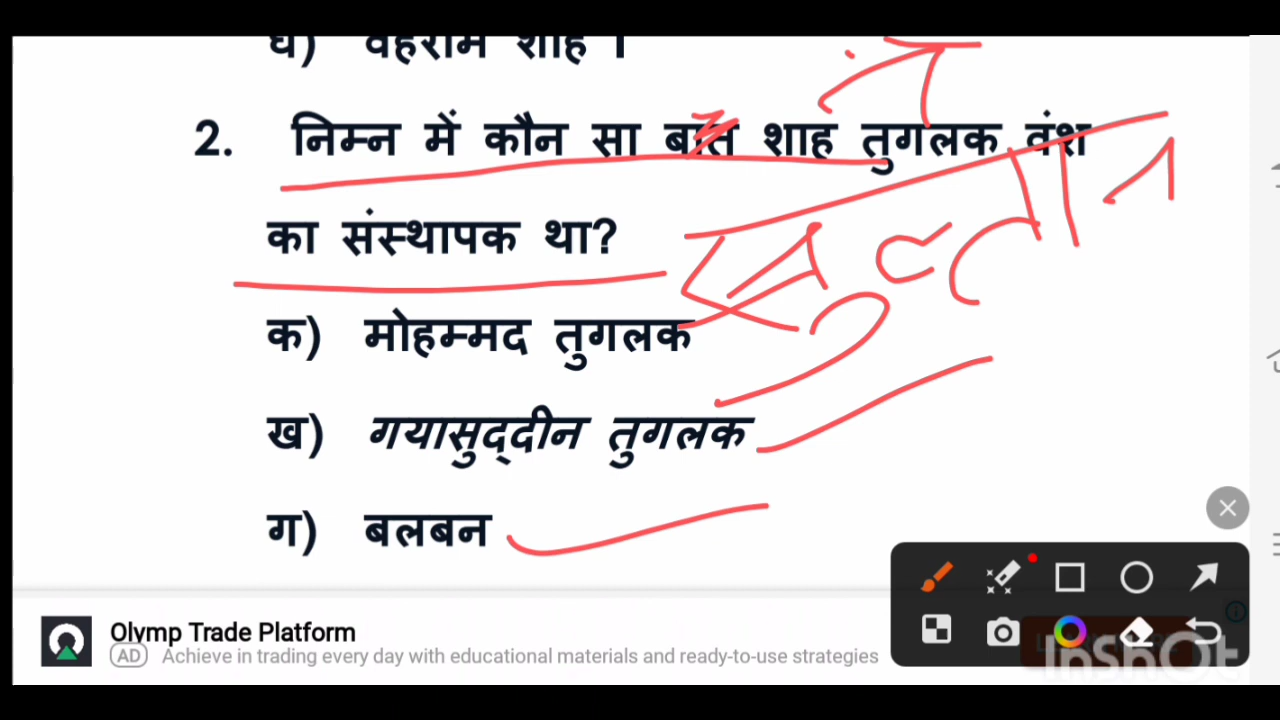 घ) वहराम शाह ।
2. निम्न में कौन सा बात शाह तुगलक वंश
का संस्थापक था?
सुल्तान
क) मोहम्मद तुगलक
ख) गयासुद्दीन तुगलक
ग) बलबन
Olymp Trade Platform
AD Achieve in trading every day with educational materials and ready-to-use strategies
InShOt